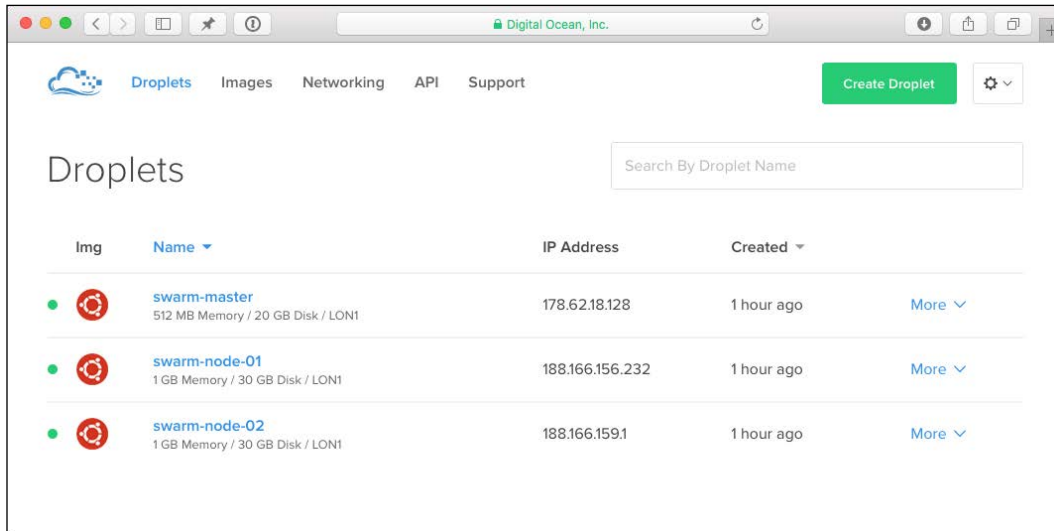 Digital Ocean, Inc.
Droplets Images Networking API Support Create Droplet
Droplets Search By Droplet Name
Img Name IP Address Created
swarm-master 178.62.18.128 1 hour ago More
512 MB Memory / 20 GB Disk / LON1
swarm-node-01 188.166.156.232 1 hour ago More
1 GB Memory / 30 GB Disk / LON1
swarm-node-02 188.166.159.1 1 hour ago More
1 GB Memory / 30 GB Disk / LON1